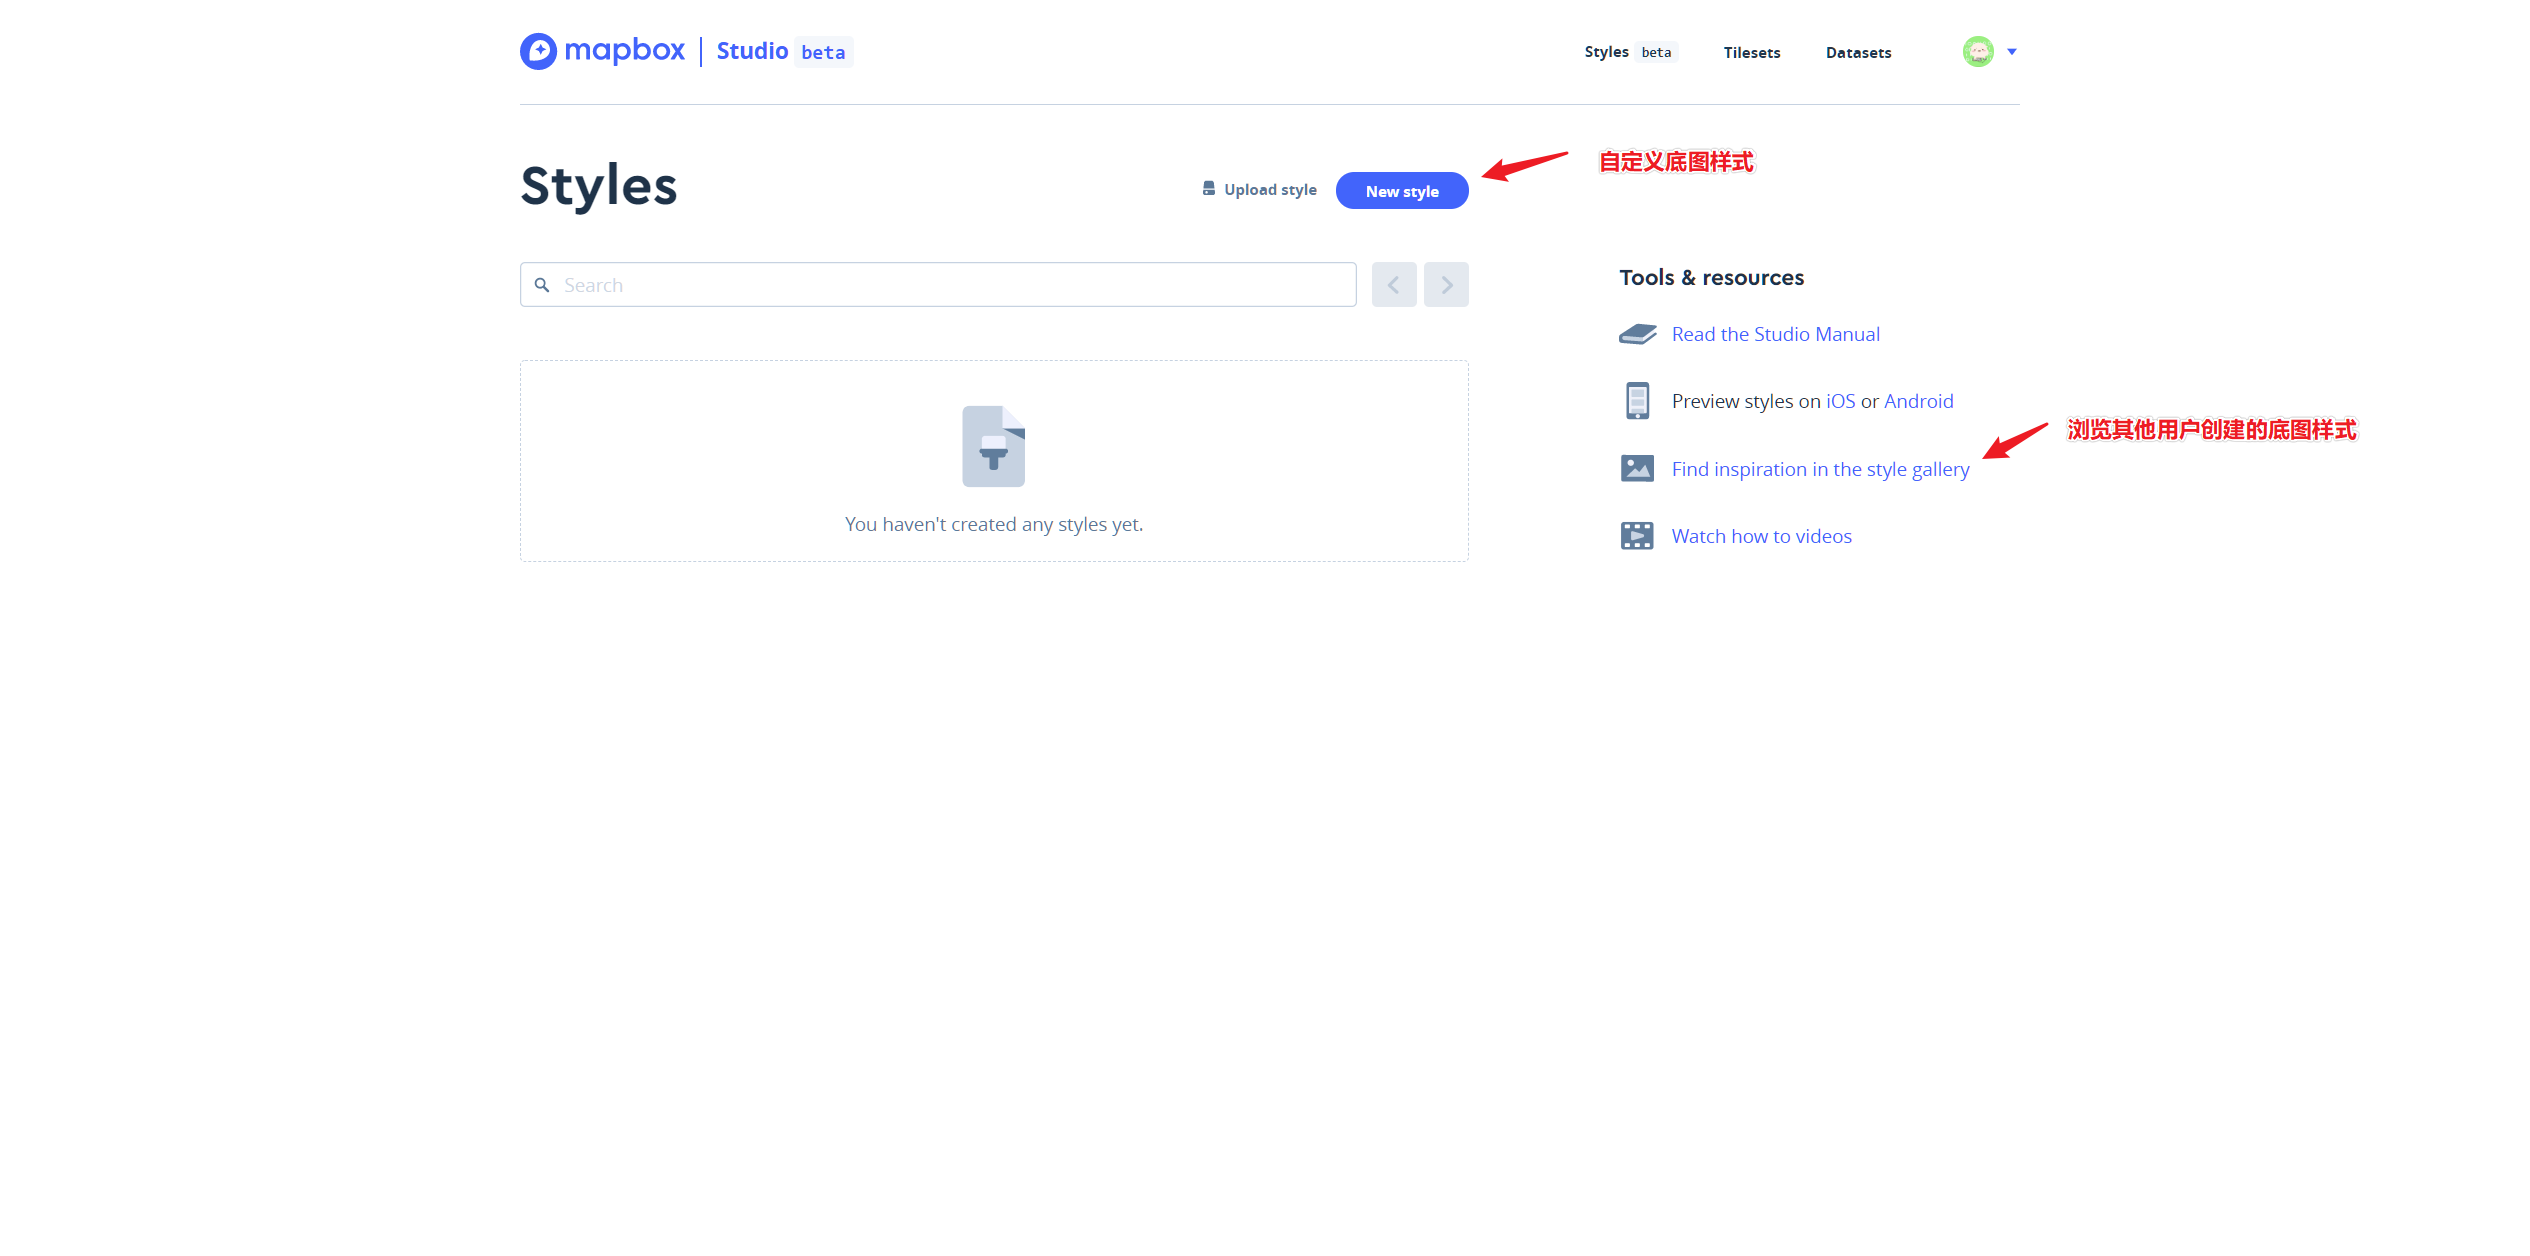 mapbox | Studio beta
Styles beta Tilesets Datasets
Styles
Upload style New style
自定义底图样式
Search
Tools & resources
Read the Studio Manual
Preview styles on iOS or Android
浏览其他用户创建的底图样式
Find inspiration in the style gallery
Watch how to videos
You haven't created any styles yet.